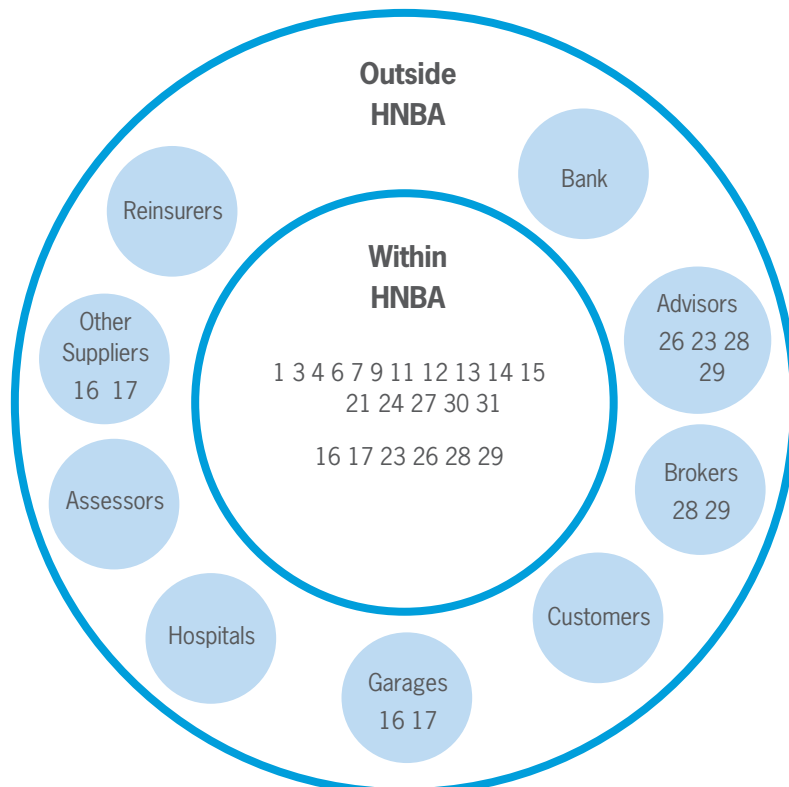 Outside
HNBA
Bank
Reinsurers
Within
HNBA
Advisors
26 23 28
29
Other
Suppliers
16 17
1 3 4 6 7 9 11 12 13 14 15
21 24 27 30 31
16 17 23 26 28 29
Brokers
28 29
Assessors
Customers
Hospitals
Garages
16 17